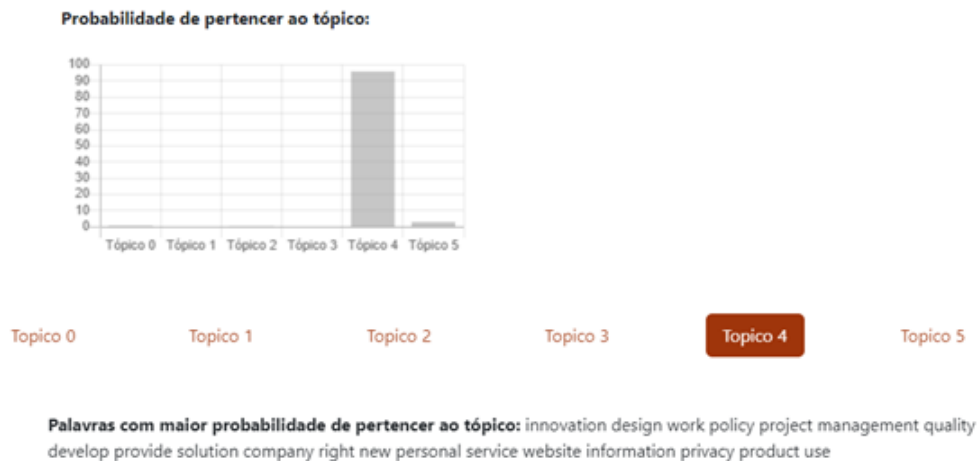 Probabilidade de pertencer ao tópico:
100
90
80
70
60
50
40
30
20
10
0
Tópico 0 Tópico 1 Tópico 2 Tópico 3 Tópico 4 Tópico 5
Topico 0 Topico 1 Topico 2 Topico 3 Topico 4 Topico 5
Palavras com maior probabilidade de pertencer ao tópico: innovation design work policy project management quality
develop provide solution company right new personal service website information privacy product use